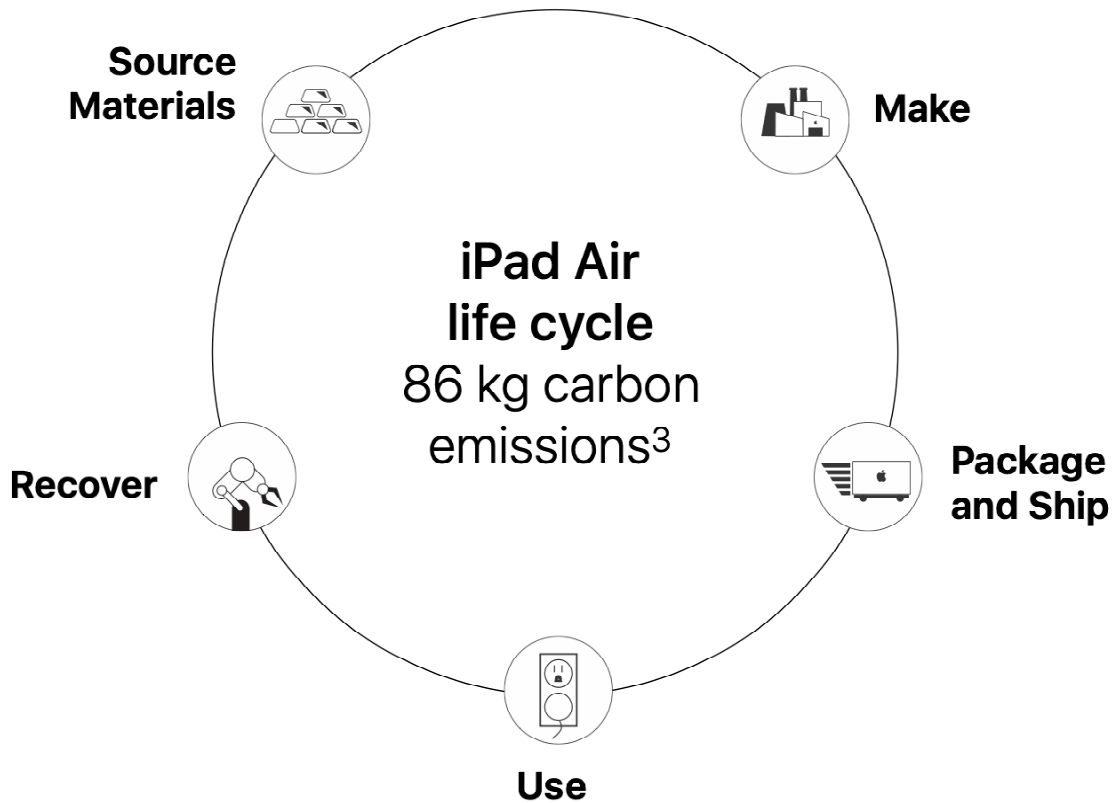 Source
Materials
Make
iPad Air
life cycle
86 kg carbon
emissions³
Recover
Package
and Ship
Use